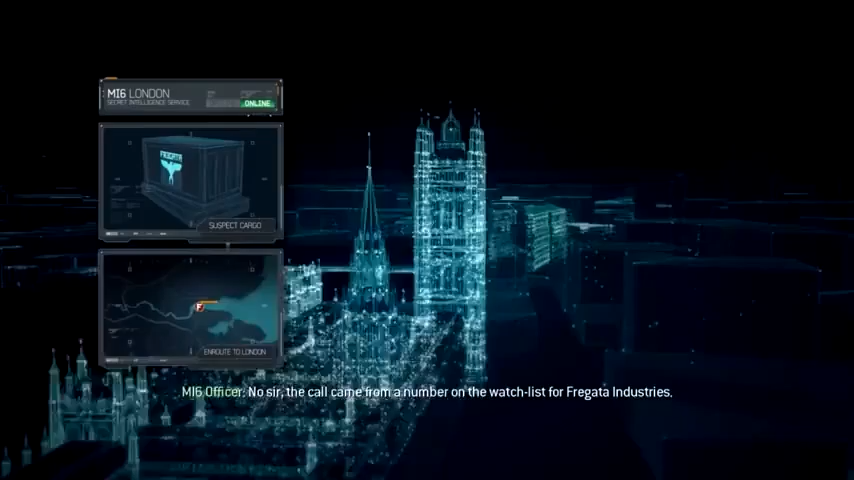 MI6 LONDON
SECRET INTELLIGENCE SERVICE
ONLINE
FREGATA
SUSPECT CARGO
F
ENROUTE TO LONDON
MI6 Officer: No sir, the call came from a number on the watch-list for Fregata Industries.